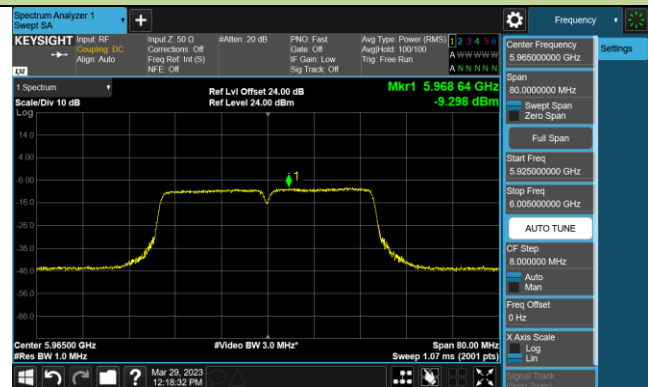 Spectrum Analyzer 1
Swept SA
Frequency
KEYSIGHT
Input: RF
Coupling: DC
Align: Auto
Input Z: 50 Ω
Corrections: Off
Freq Ref: Int (S)
NFE: Off
#Atten: 20 dB
PNO: Fast
Gate: Off
IF Gain: Low
Sig Track: Off
Avg Type: Power (RMS)
Avg|Hold: 100/100
Trig: Free Run
1 2 3 4 5 6
A W W W W W
A N N N N N
LXI
1 Spectrum
Scale/Div 10 dB
Log
Ref Lvl Offset 24.00 dB
Ref Level 24.00 dBm
Mkr1 5.968 64 GHz
-9.298 dBm
14.0
4.00
-6.00
-16.0
-26.0
-36.0
-46.0
-56.0
-66.0
1
Center 5.96500 GHz
#Res BW 1.0 MHz
#Video BW 3.0 MHz*
Span 80.00 MHz
Sweep 1.07 ms (2001 pts)
Mar 29, 2023
12:18:32 PM
Center Frequency
5.965000000 GHz
Span
80.0000000 MHz
Swept Span
Zero Span
Full Span
Start Freq
5.925000000 GHz
Stop Freq
6.005000000 GHz
AUTO TUNE
CF Step
8.000000 MHz
Auto
Man
Freq Offset
0 Hz
X Axis Scale
Log
Lin
Signal Track
(Span Zoom)
Settings